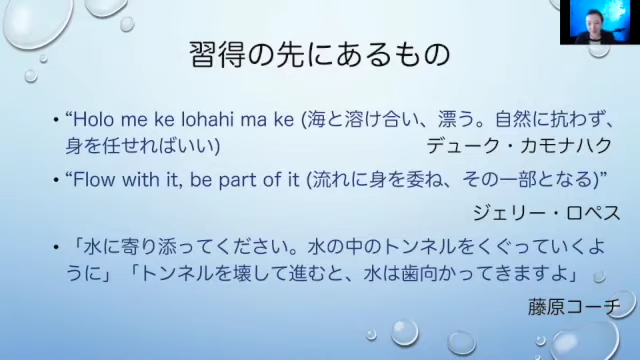 習得の先にあるもの
• “Holo me ke lohahi ma ke (海と溶け合い、漂う。自然に抗わず、
身を任せればいい)
デューク・カモナハク
• “Flow with it, be part of it (流れに身を委ね、その一部となる)”
ジェリー・ロペス
• 「水に寄り添ってください。水の中のトンネルをくぐっていくよ
うに」「トンネルを壊して進むと、水は歯向かってきますよ」
藤原コーチ